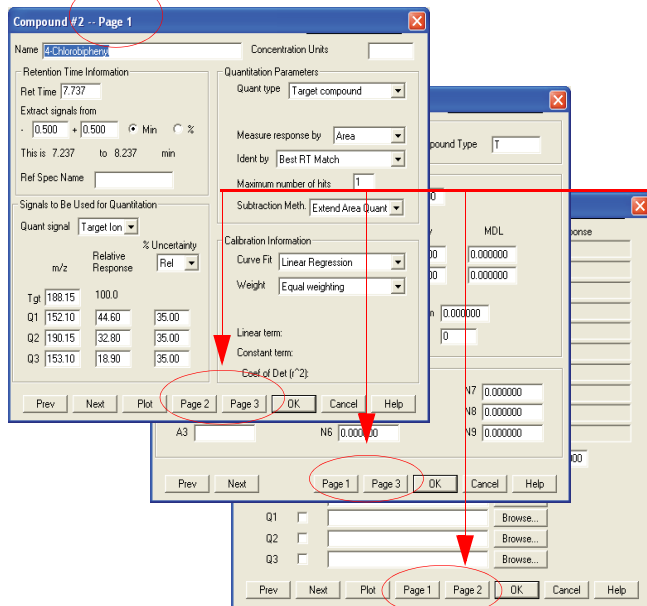 Compound #2 -- Page 1
Name 4-Chlorobiphenyl Concentration Units
Retention Time Information
Ret Time 7.737
Extract signals from
- 0.500 + 0.500 Min %
This is 7.237 to 8.237 min
Ref Spec Name
Signals to Be Used for Quantitation
Quant signal Target Ion
m/z Relative Response % Uncertainty Rel
Tgt 188.15 100.0
Q1 152.10 44.60 35.00
Q2 190.15 32.80 35.00
Q3 153.10 18.90 35.00
Quantitation Parameters
Quant type Target compound
Measure response by Area
Ident by Best RT Match
Maximum number of hits 1
Subtraction Meth. Extend Area Quant
Calibration Information
Curve Fit Linear Regression
Weight Equal weighting
Linear term:
Constant term:
Coef of Det (r^2):
Prev Next Plot Page 2 Page 3 OK Cancel Help
Type T
MDL
0.000000
0.000000
0.000000
0
N7 0.000000
N8 0.000000
A3 N6 0.000000 N9 0.000000
Prev Next Page 1 Page 3 OK Cancel Help
Q1 Browse...
Q2 Browse...
Q3 Browse...
Prev Next Plot Page 1 Page 2 OK Cancel Help